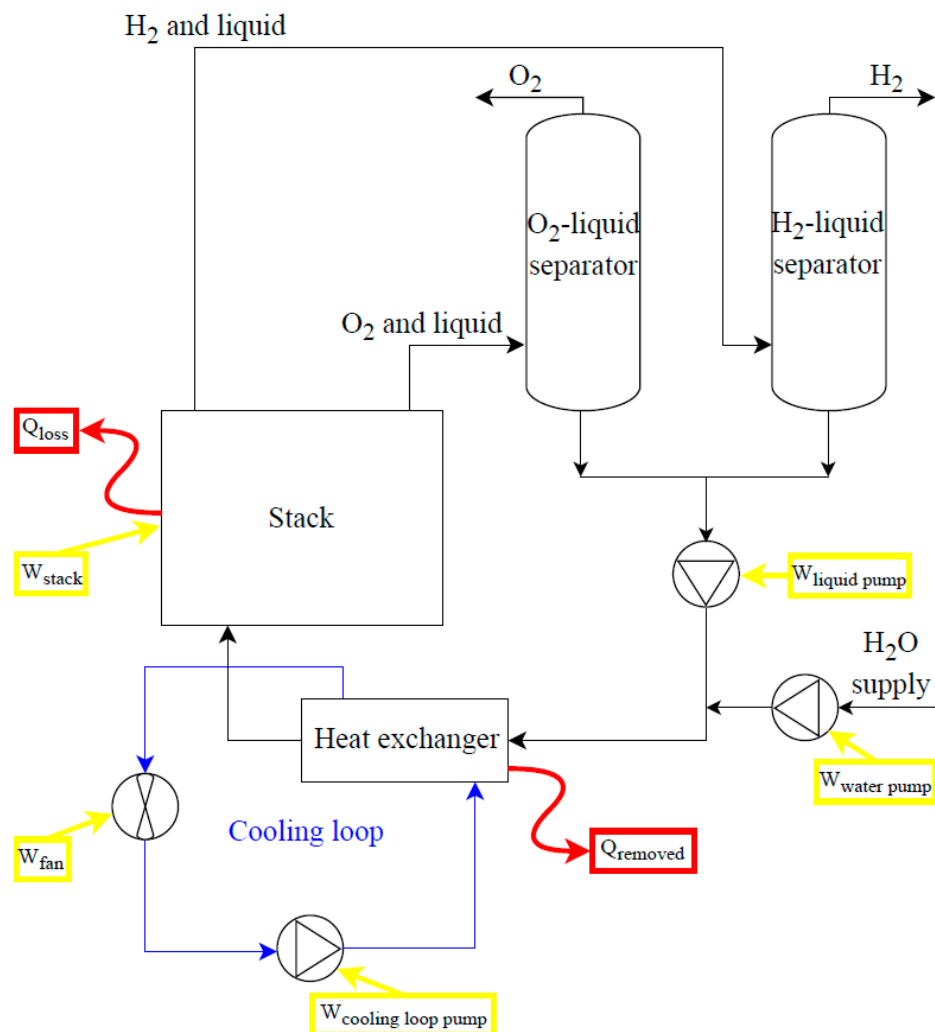 H2 and liquid
O2
H2
O2-liquid
separator
H2-liquid
separator
O2 and liquid
Qloss
Stack
Wstack
Wliquid pump
H2O
supply
Heat exchanger
Wwater pump
Cooling loop
Wfan
Qremoved
Wcooling loop pump